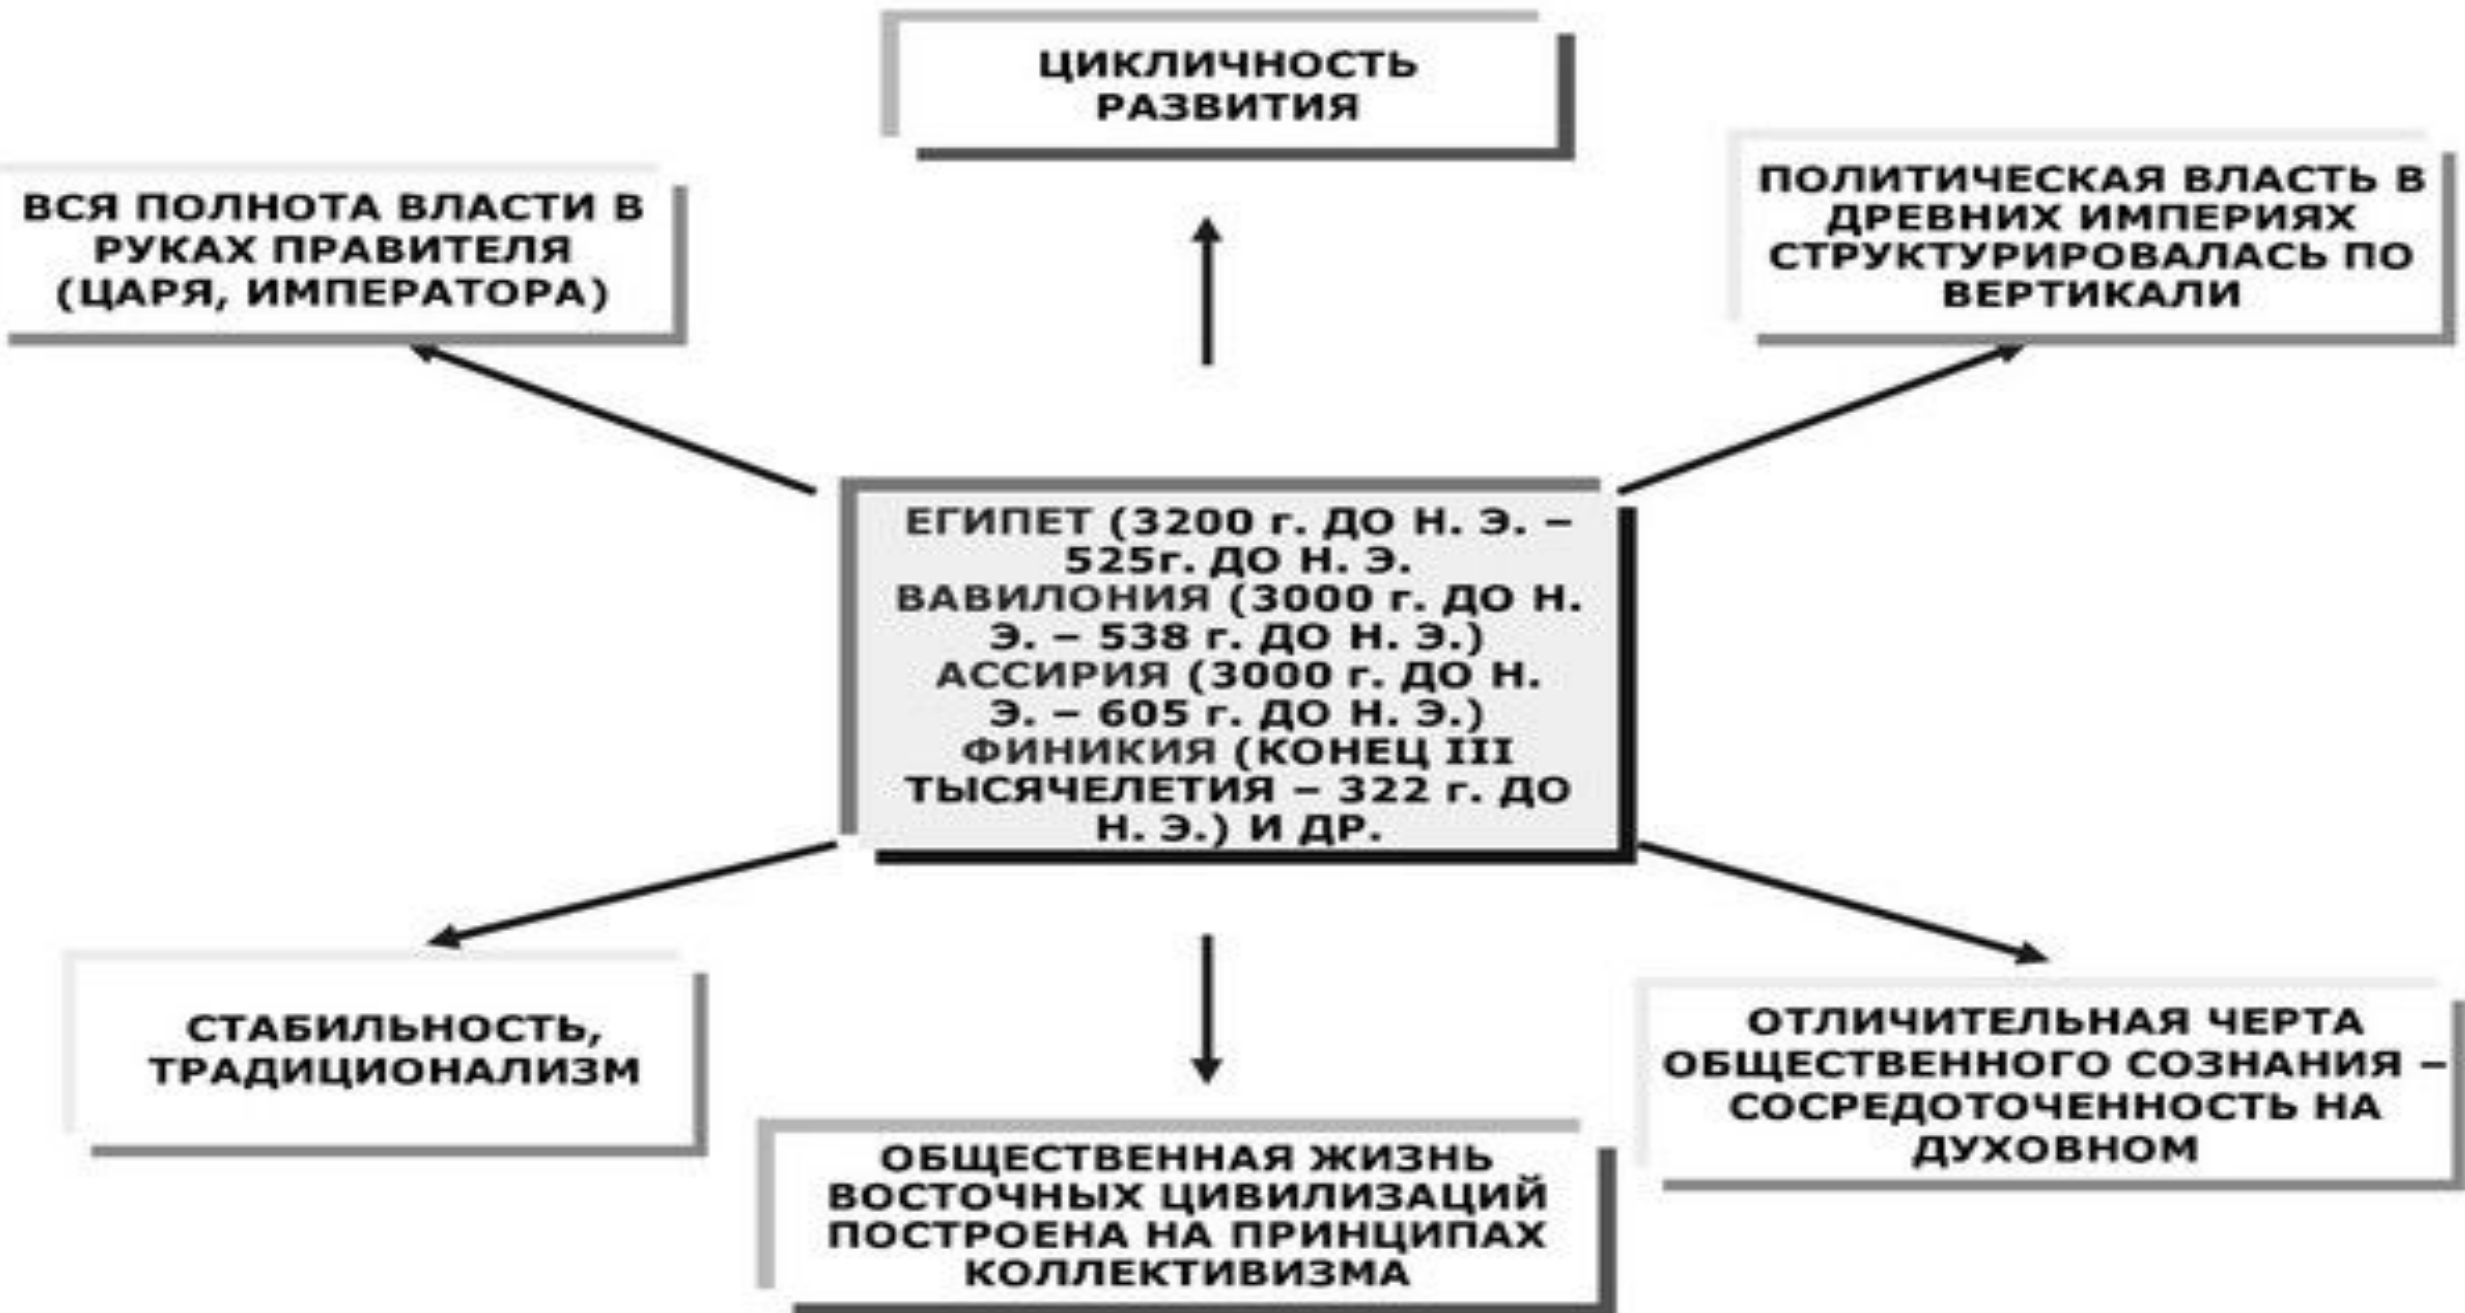 ЦИКЛИЧНОСТЬ
РАЗВИТИЯ
ВСЯ ПОЛНОТА ВЛАСТИ В
РУКАХ ПРАВИТЕЛЯ
(ЦАРЯ, ИМПЕРАТОРА)
ПОЛИТИЧЕСКАЯ ВЛАСТЬ В
ДРЕВНИХ ИМПЕРИЯХ
СТРУКТУРИРОВАЛАСЬ ПО
ВЕРТИКАЛИ
ЕГИПЕТ (3200 г. ДО Н. Э. –
525г. ДО Н. Э.
ВАВИЛОНИЯ (3000 г. ДО Н.
Э. – 538 г. ДО Н. Э.)
АССИРИЯ (3000 г. ДО Н.
Э. – 605 г. ДО Н. Э.)
ФИНИКИЯ (КОНЕЦ III
ТЫСЯЧЕЛЕТИЯ – 322 г. ДО
Н. Э.) И ДР.
СТАБИЛЬНОСТЬ,
ТРАДИЦИОНАЛИЗМ
ОБЩЕСТВЕННАЯ ЖИЗНЬ
ВОСТОЧНЫХ ЦИВИЛИЗАЦИЙ
ПОСТРОЕНА НА ПРИНЦИПАХ
КОЛЛЕКТИВИЗМА
ОТЛИЧИТЕЛЬНАЯ ЧЕРТА
ОБЩЕСТВЕННОГО СОЗНАНИЯ –
СОСРЕДОТОЧЕННОСТЬ НА
ДУХОВНОМ